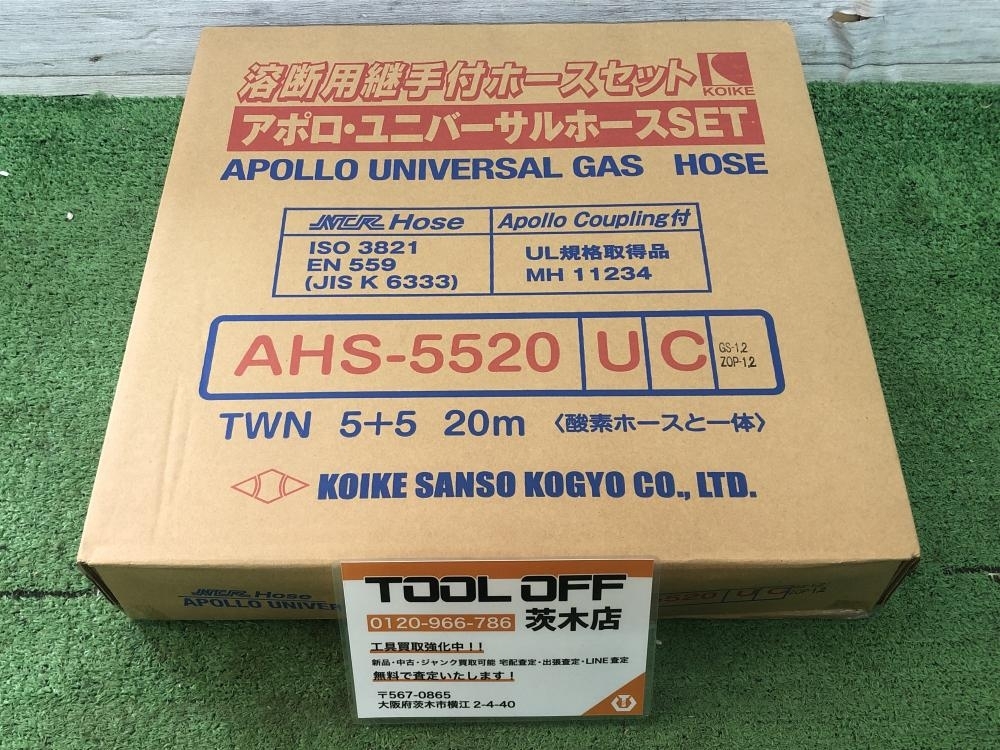 溶断用継手付ホースセット
KOIKE
アポロ・ユニバーサルホースSET
APOLLO UNIVERSAL GAS HOSE
NCR Hose
Apollo Coupling付
ISO 3821
EN 559
(JIS K 6333)
UL規格取得品
MH 11234
AHS-5520 U C
GS-1,2
ZOP-1,2
TWN 5+5 20m 〈酸素ホースと一体〉
KOIKE SANSO KOGYO CO., LTD.
NCR Hose
APOLLO UNIVER
5520 U C
TOOL OFF
0120-966-786 茨木店
工具買取強化中！！
新品・中古・ジャンク買取可能 宅配査定・出張査定・LINE査定
無料で査定いたします！
〒567-0865
大阪府茨木市横江 2-4-40